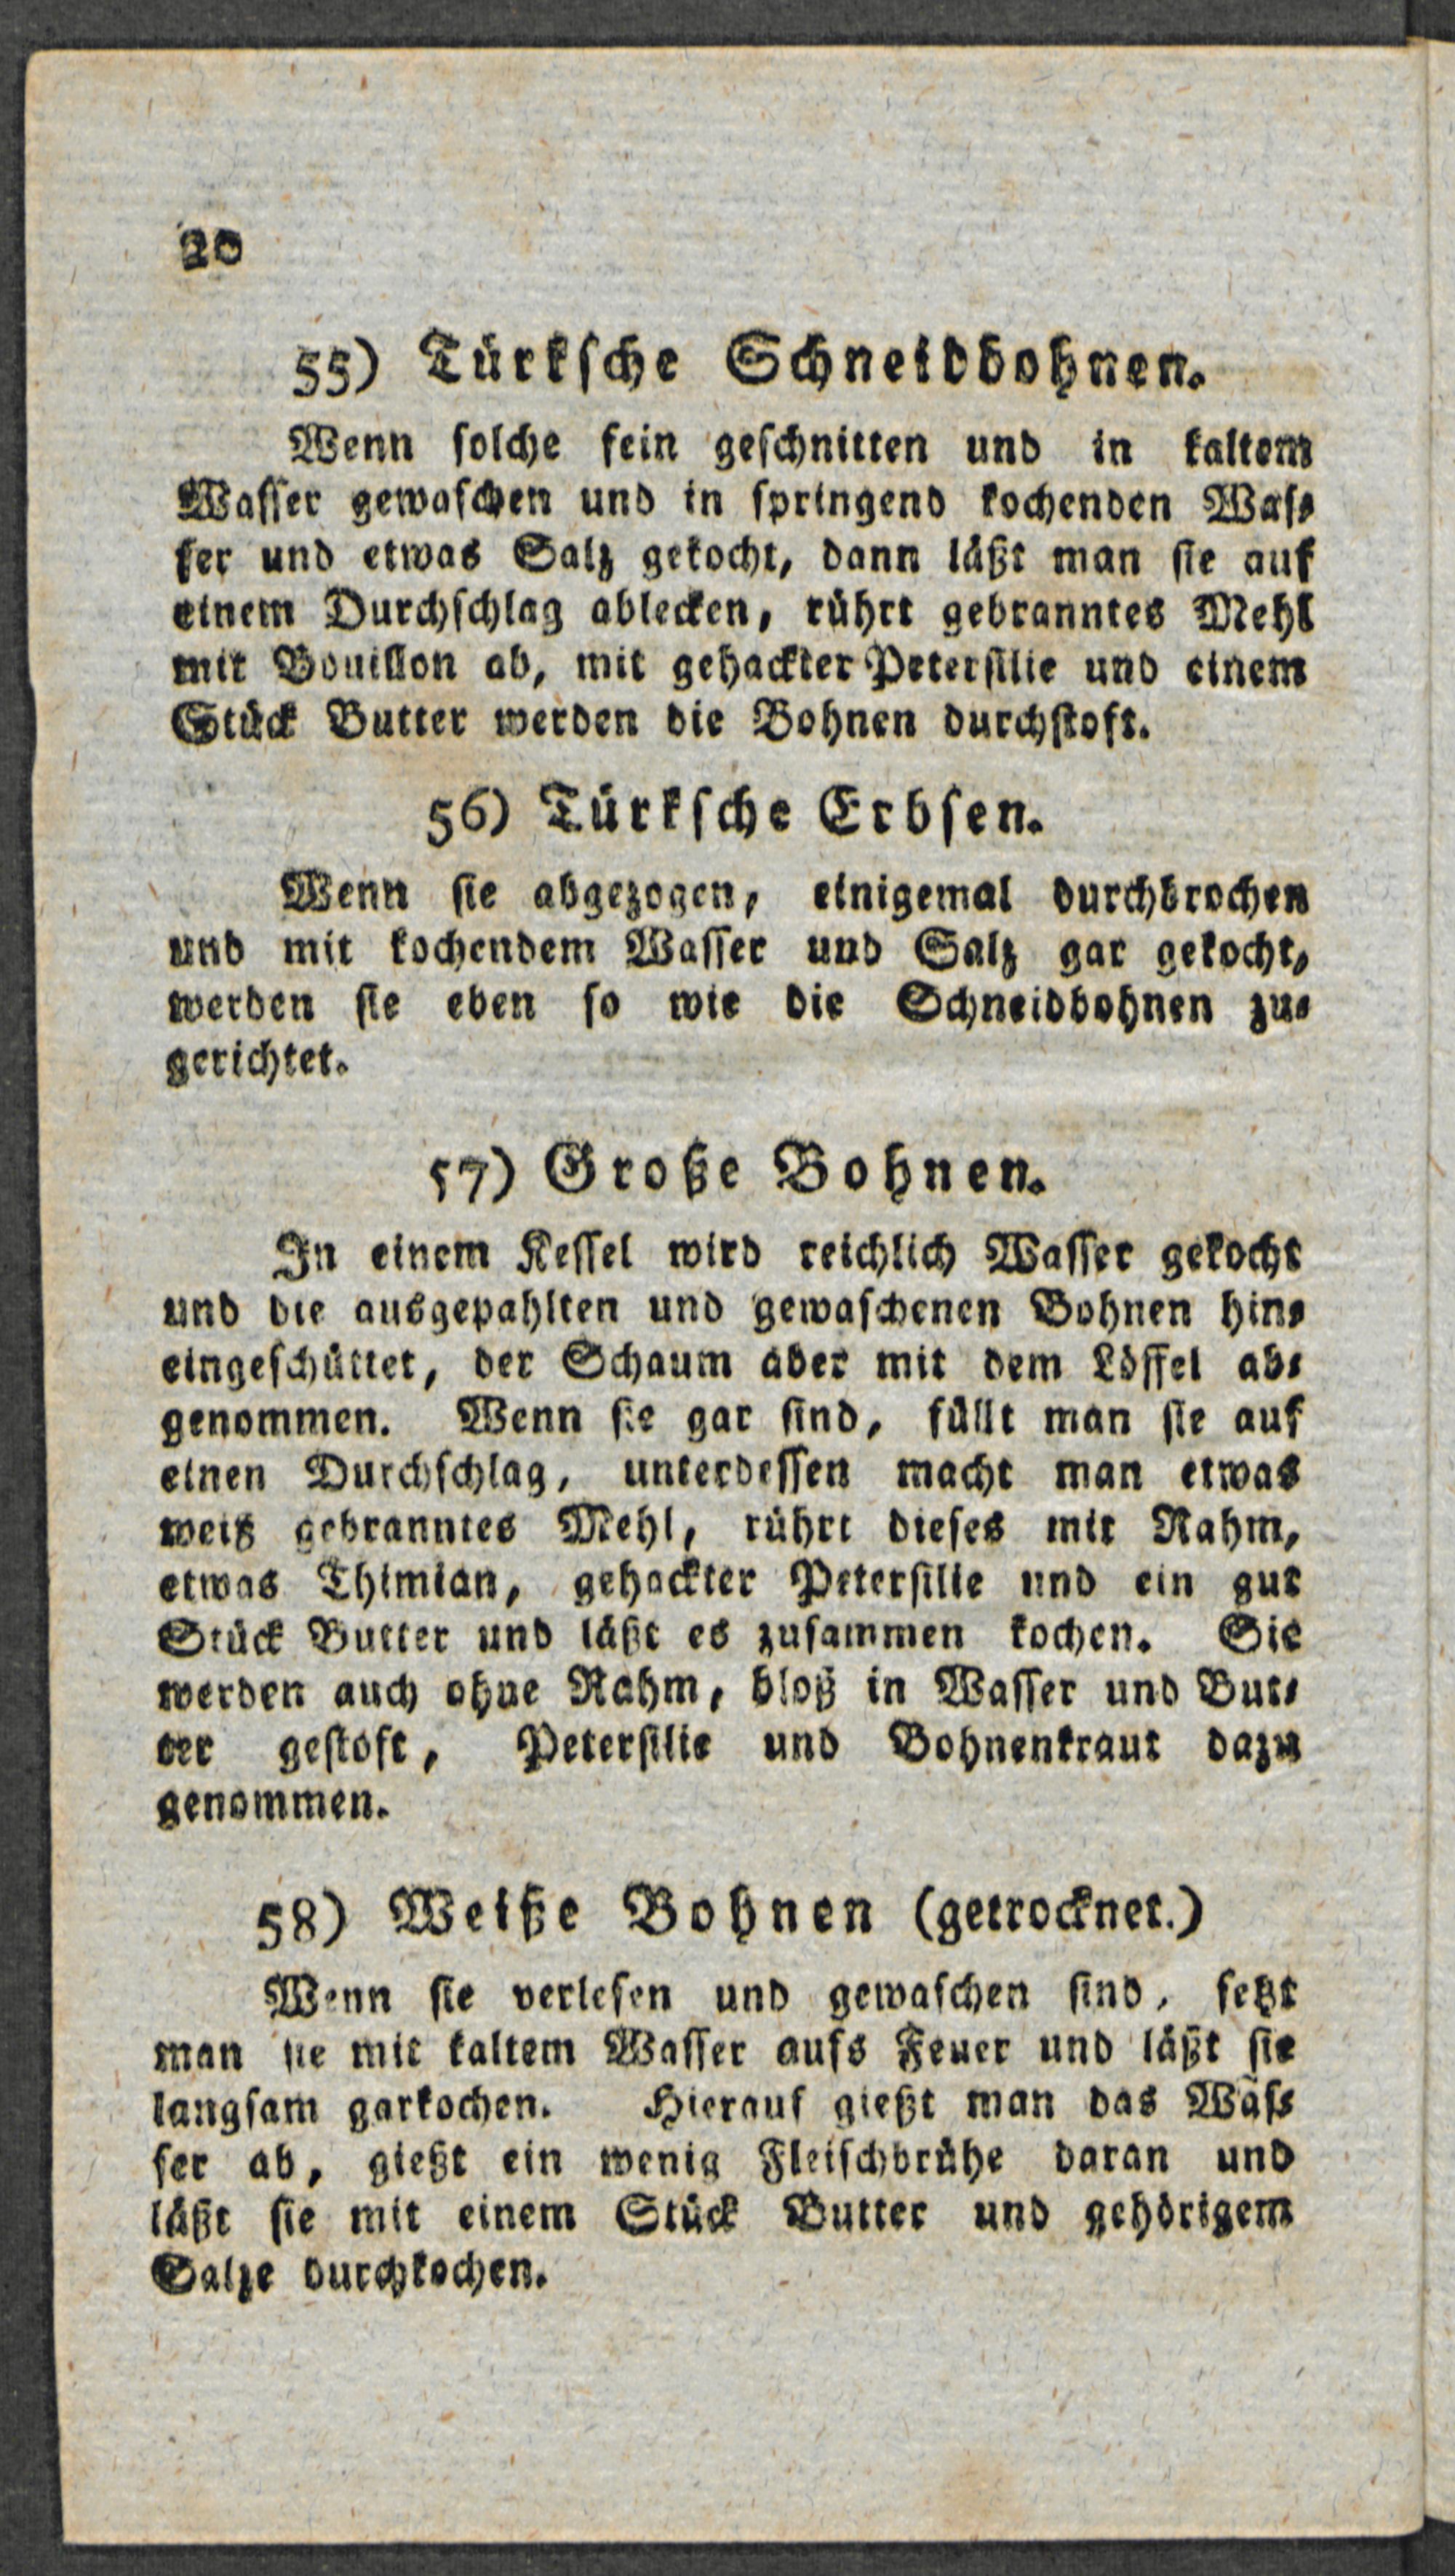 20
55) Türksche Schneidbohnen.
Wenn solche fein geschnitten und in kaltem
Wasser gewaschen und in springend kochenden Was-
ser und etwas Salz gekocht, dann läßt man sie auf
einem Durchschlag ablecken, rührt gebranntes Mehl
mit Bouillon ab, mit gehackter Petersilie und einem
Stück Butter werden die Bohnen durchstoft.
56) Türksche Erbsen.
Wenn sie abgezogen, einigemal durchbrochen
und mit kochendem Wasser und Salz gar gekocht,
werden sie eben so wie die Schneidbohnen zu-
gerichtet.
57) Große Bohnen.
In einem Kessel wird reichlich Wasser gekocht
und die ausgepahlten und gewaschenen Bohnen hin-
eingeschüttet, der Schaum aber mit dem Löffel ab-
genommen. Wenn sie gar sind, füllt man sie auf
einen Durchschlag, unterdessen macht man etwas
weiß gebranntes Mehl, rührt dieses mit Rahm,
etwas Thimian, gehackter Petersilie und ein gut
Stück Butter und läßt es zusammen kochen. Sie
werden auch ohne Rahm, bloß in Wasser und But-
ter gestoft, Petersilie und Bohnenkraut dazu
genommen.
58) Weiße Bohnen (getrocknet.)
Wenn sie verlesen und gewaschen sind, setzt
man sie mit kaltem Wasser aufs Feuer und läßt sie
langsam garkochen. Hierauf gießt man das Was-
ser ab, gießt ein wenig Fleischbrühe daran und
läßt sie mit einem Stück Butter und gehörigem
Salze durchkochen.